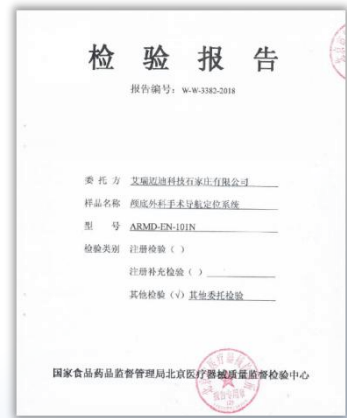 检 验 报 告
报告编号：W-W-3382-2018
委 托 方 艾瑞迈迪科技石家庄有限公司
样品名称 颅底外科手术导航定位系统
型 号 ARMD-EN-101N
检验类别 注册检验（ ）
注册补充检验（ ）
其他检验（√）其他委托检验
国家食品药品监督管理局北京医疗器械质量监督检验中心